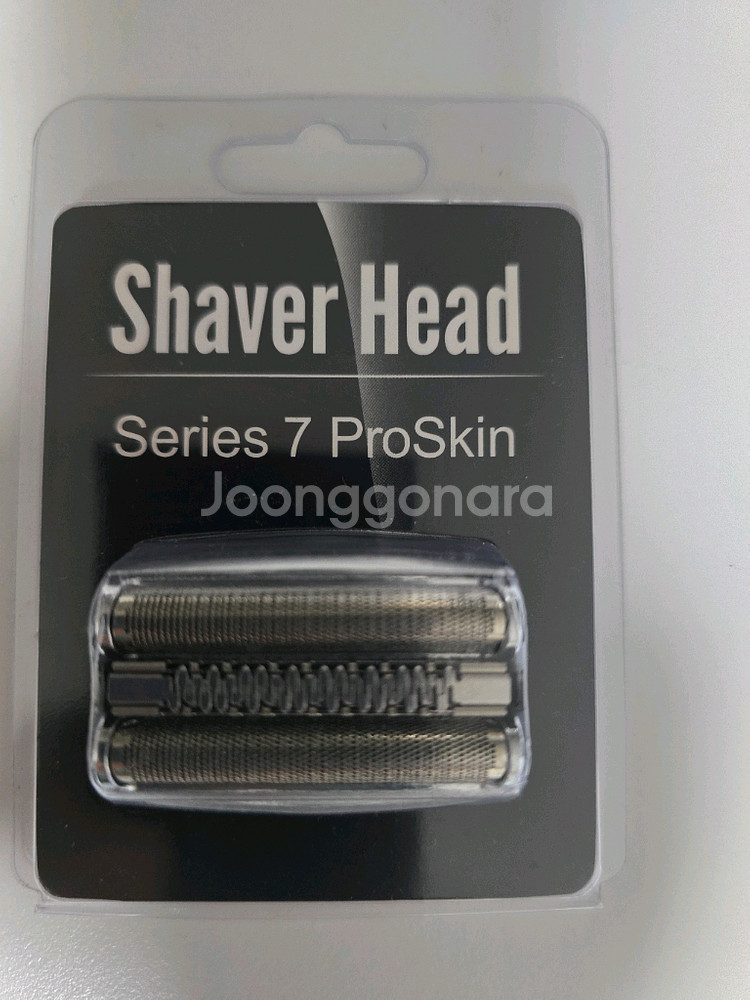 Shaver Head
Series 7 ProSkin
Joonggonara